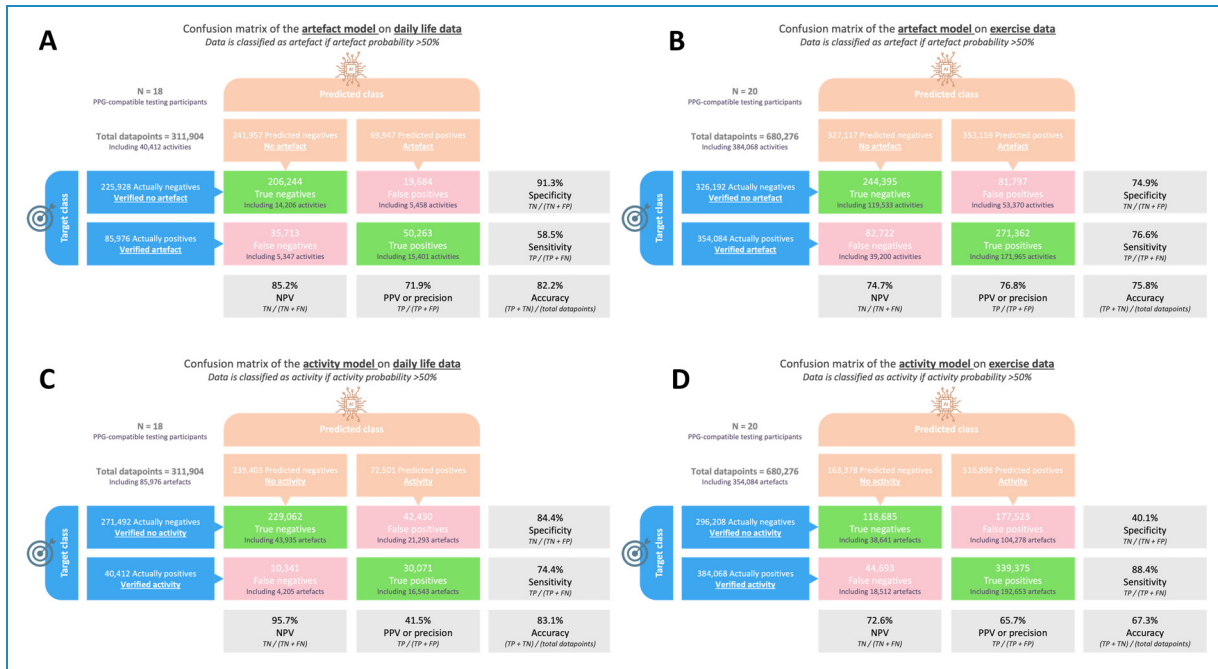 A
Confusion matrix of the artefact model on daily life data
Data is classified as artefact if artefact probability >50%
AI
N = 18
PPG-compatible testing participants
Predicted class
Total datapoints = 311,904
Including 40,412 activities
241,957 Predicted negatives
No artefact
69,947 Predicted postives
Artefact
Target class
225,928 Actually negatives
Verified no artefact
206,244
True negatives
Including 14,206 activities
19,684
False positives
Including 5,458 activities
91.3%
Specificity
TN / (TN + FP)
85,976 Actually positives
Verified artefact
35,713
False negatives
Including 5,347 activities
50,263
True positives
Including 15,401 activities
58.5%
Sensitivity
TP / (TP + FN)
85.2%
NPV
TN / (TN + FN)
71.9%
PPV or precision
TP / (TP + FP)
82.2%
Accuracy
(TP + TN) / (total datapoints)
B
Confusion matrix of the artefact model on exercise data
Data is classified as artefact if artefact probability >50%
AI
N = 20
PPG-compatible testing participants
Predicted class
Total datapoints = 680,276
Including 384,068 activities
327,117 Predicted negatives
No artefact
353,159 Predicted postives
Artefact
Target class
326,192 Actually negatives
Verified no artefact
244,395
True negatives
Including 119,533 activities
81,797
False positives
Including 53,370 activities
74.9%
Specificity
TN / (TN + FP)
354,084 Actually positives
Verified artefact
82,722
False negatives
Including 39,200 activities
271,362
True positives
Including 171,965 activities
76.6%
Sensitivity
TP / (TP + FN)
74.7%
NPV
TN / (TN + FN)
76.8%
PPV or precision
TP / (TP + FP)
75.8%
Accuracy
(TP + TN) / (total datapoints)
C
Confusion matrix of the activity model on daily life data
Data is classified as activity if activity probability >50%
AI
N = 18
PPG-compatible testing participants
Predicted class
Total datapoints = 311,904
Including 85,976 artefacts
239,403 Predicted negatives
No activity
72,501 Predicted postives
Activity
Target class
271,492 Actually negatives
Verified no activity
229,062
True negatives
Including 43,935 artefacts
42,430
False positives
Including 21,293 artefacts
84.4%
Specificity
TN / (TN + FP)
40,412 Actually positives
Verified activity
10,341
False negatives
Including 4,205 artefacts
30,071
True positives
Including 16,543 artefacts
74.4%
Sensitivity
TP / (TP + FN)
95.7%
NPV
TN / (TN + FN)
41.5%
PPV or precision
TP / (TP + FP)
83.1%
Accuracy
(TP + TN) / (total datapoints)
D
Confusion matrix of the activity model on exercise data
Data is classified as activity if activity probability >50%
AI
N = 20
PPG-compatible testing participants
Predicted class
Total datapoints = 680,276
Including 354,084 artefacts
163,378 Predicted negatives
No activity
516,898 Predicted postives
Activity
Target class
296,208 Actually negatives
Verified no activity
118,685
True negatives
Including 38,641 artefacts
177,523
False positives
Including 104,278 artefacts
40.1%
Specificity
TN / (TN + FP)
384,068 Actually positives
Verified activity
44,693
False negatives
Including 18,512 artefacts
339,375
True positives
Including 192,653 artefacts
88.4%
Sensitivity
TP / (TP + FN)
72.6%
NPV
TN / (TN + FN)
65.7%
PPV or precision
TP / (TP + FP)
67.3%
Accuracy
(TP + TN) / (total datapoints)